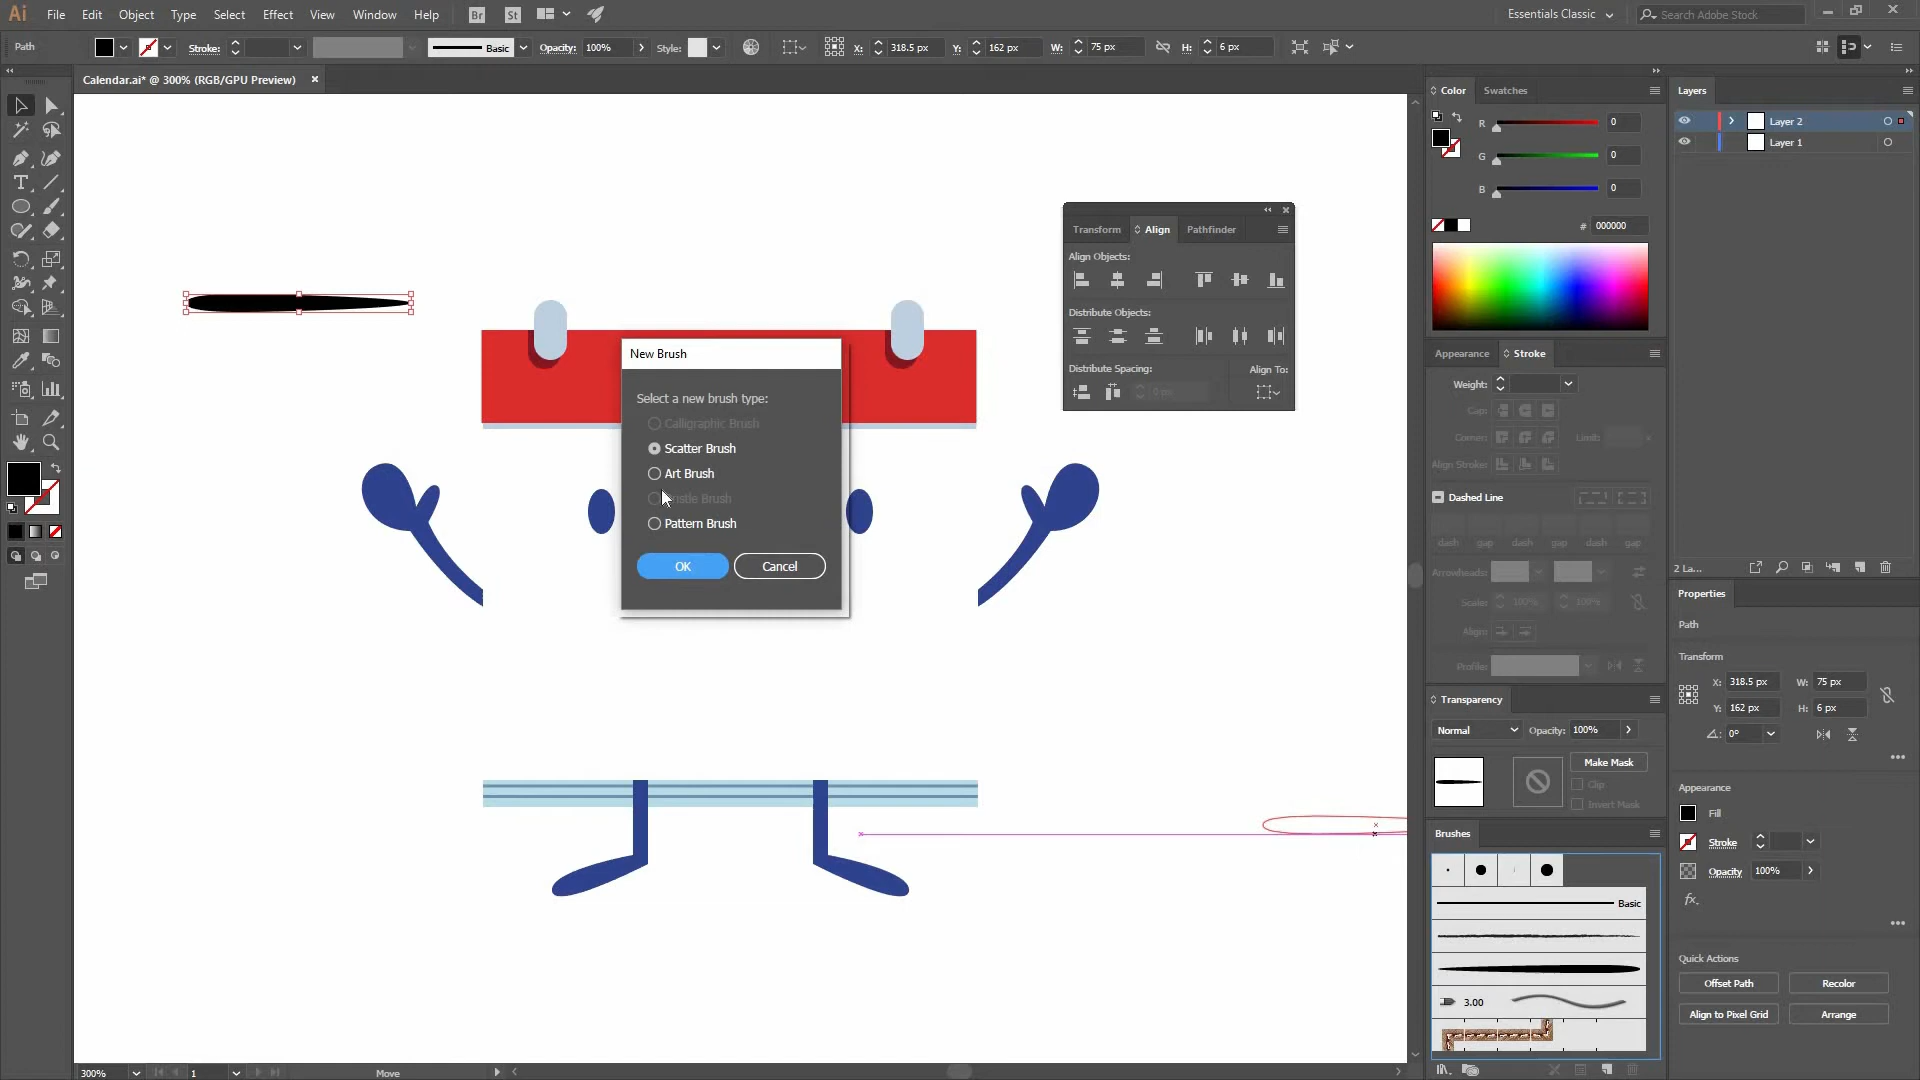 Ai File Edit Object Type Select Effect View Window Help Br St Essentials Classic Search Adobe Stock
Path Stroke: Basic Opacity: 100% Style: X: 318.5 px Y: 162 px W: 75 px H: 6 px
Calendar.ai* @ 300% (RGB/GPU Preview)
Color Swatches
R 0
G 0
B 0
# 000000
Layers
Layer 2
Layer 1
2 La...
Transform Align Pathfinder
Align Objects:
Distribute Objects:
Distribute Spacing: Align To:
0 px
New Brush
Select a new brush type:
Calligraphic Brush
Scatter Brush
Art Brush
Brush
Pattern Brush
OK Cancel
Appearance Stroke
Weight:
Cap:
Corner: Limit:
Align Stroke:
Dashed Line
dash gap dash gap dash gap
Arrowheads:
Scale: 100% 100%
Align:
Profile:
Transparency
Normal Opacity: 100%
Make Mask
Clip
Invert Mask
Brushes
Basic
3.00
Properties
Path
Transform
X: 318.5 px W: 75 px
Y: 162 px H: 6 px
0°
Appearance
Fill
Stroke
Opacity 100%
fx.
Quick Actions
Offset Path Recolor
Align to Pixel Grid Arrange
300% 1 Move